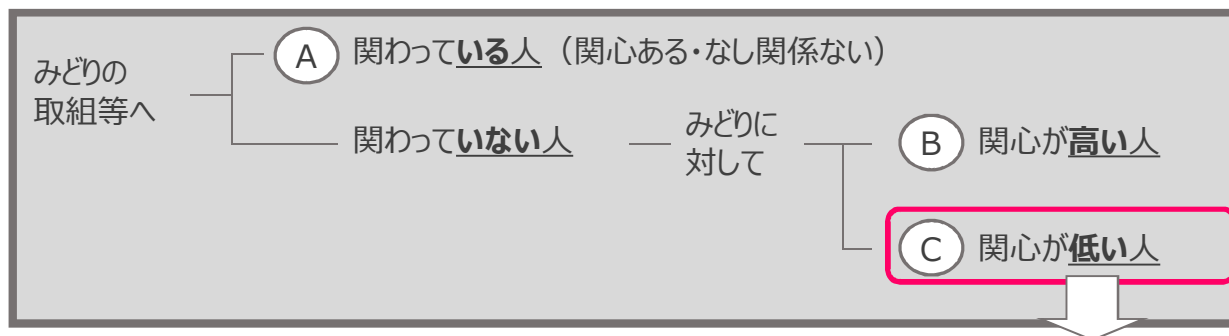 みどりの
取組等へ
A 関わっている人（関心ある・なし関係ない）
関わっていない人
みどりに
対して
B 関心が高い人
C 関心が低い人